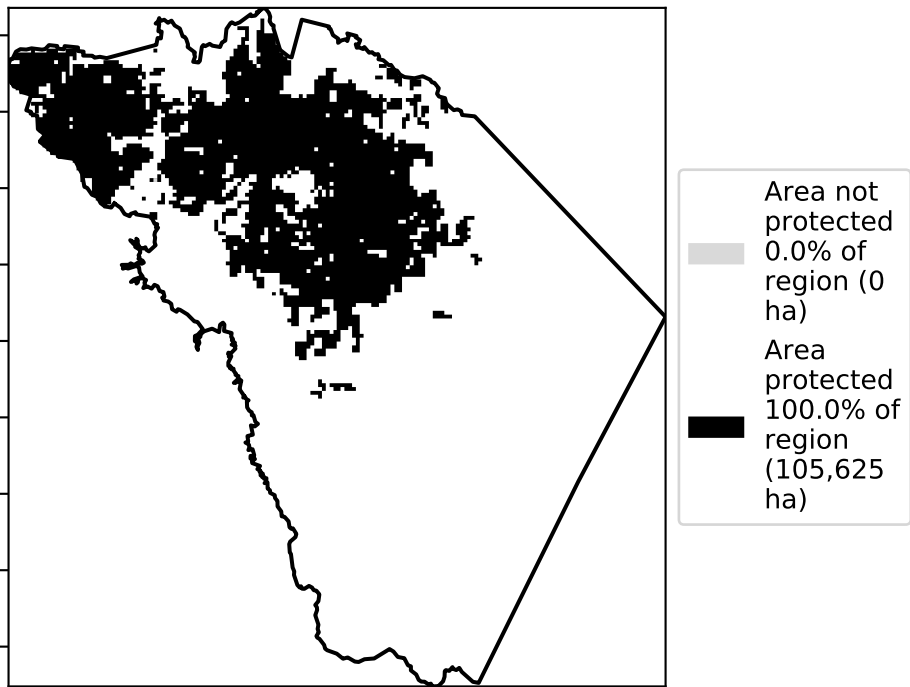 Area not
protected
0.0% of
region (0
ha)
Area
protected
100.0% of
region
(105,625
ha)